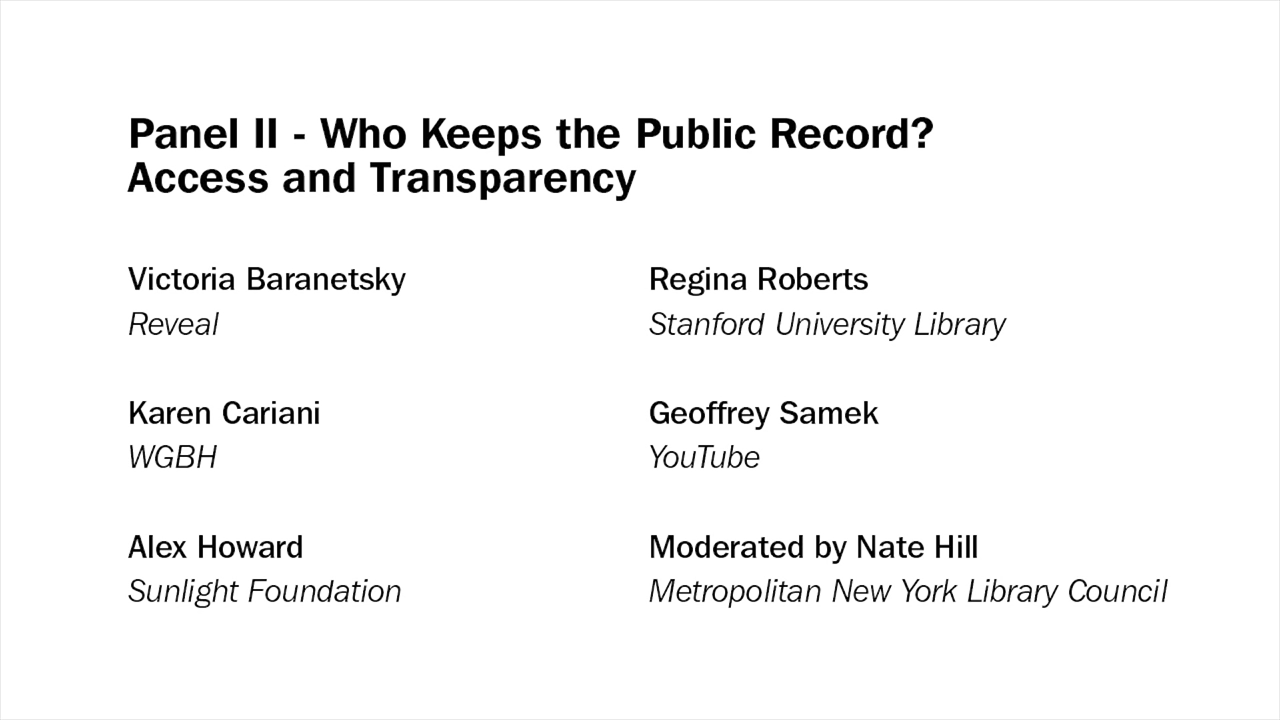 Panel II - Who Keeps the Public Record?
Access and Transparency
Victoria Baranetsky
Reveal
Karen Cariani
WGBH
Alex Howard
Sunlight Foundation
Regina Roberts
Stanford University Library
Geoffrey Samek
YouTube
Moderated by Nate Hill
Metropolitan New York Library Council